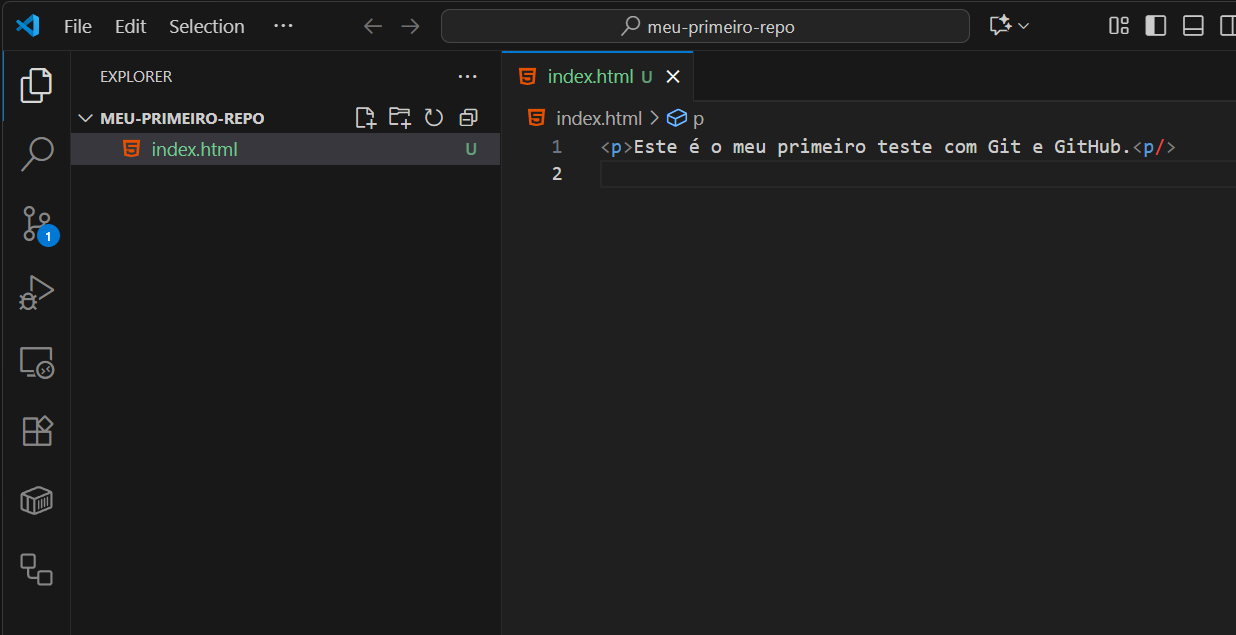 File Edit Selection ··· meu-primeiro-repo
EXPLORER ···
MEU-PRIMEIRO-REPO
index.html U
1
index.html U
index.html > p
1 <p>Este é o meu primeiro teste com Git e GitHub.<p/>
2